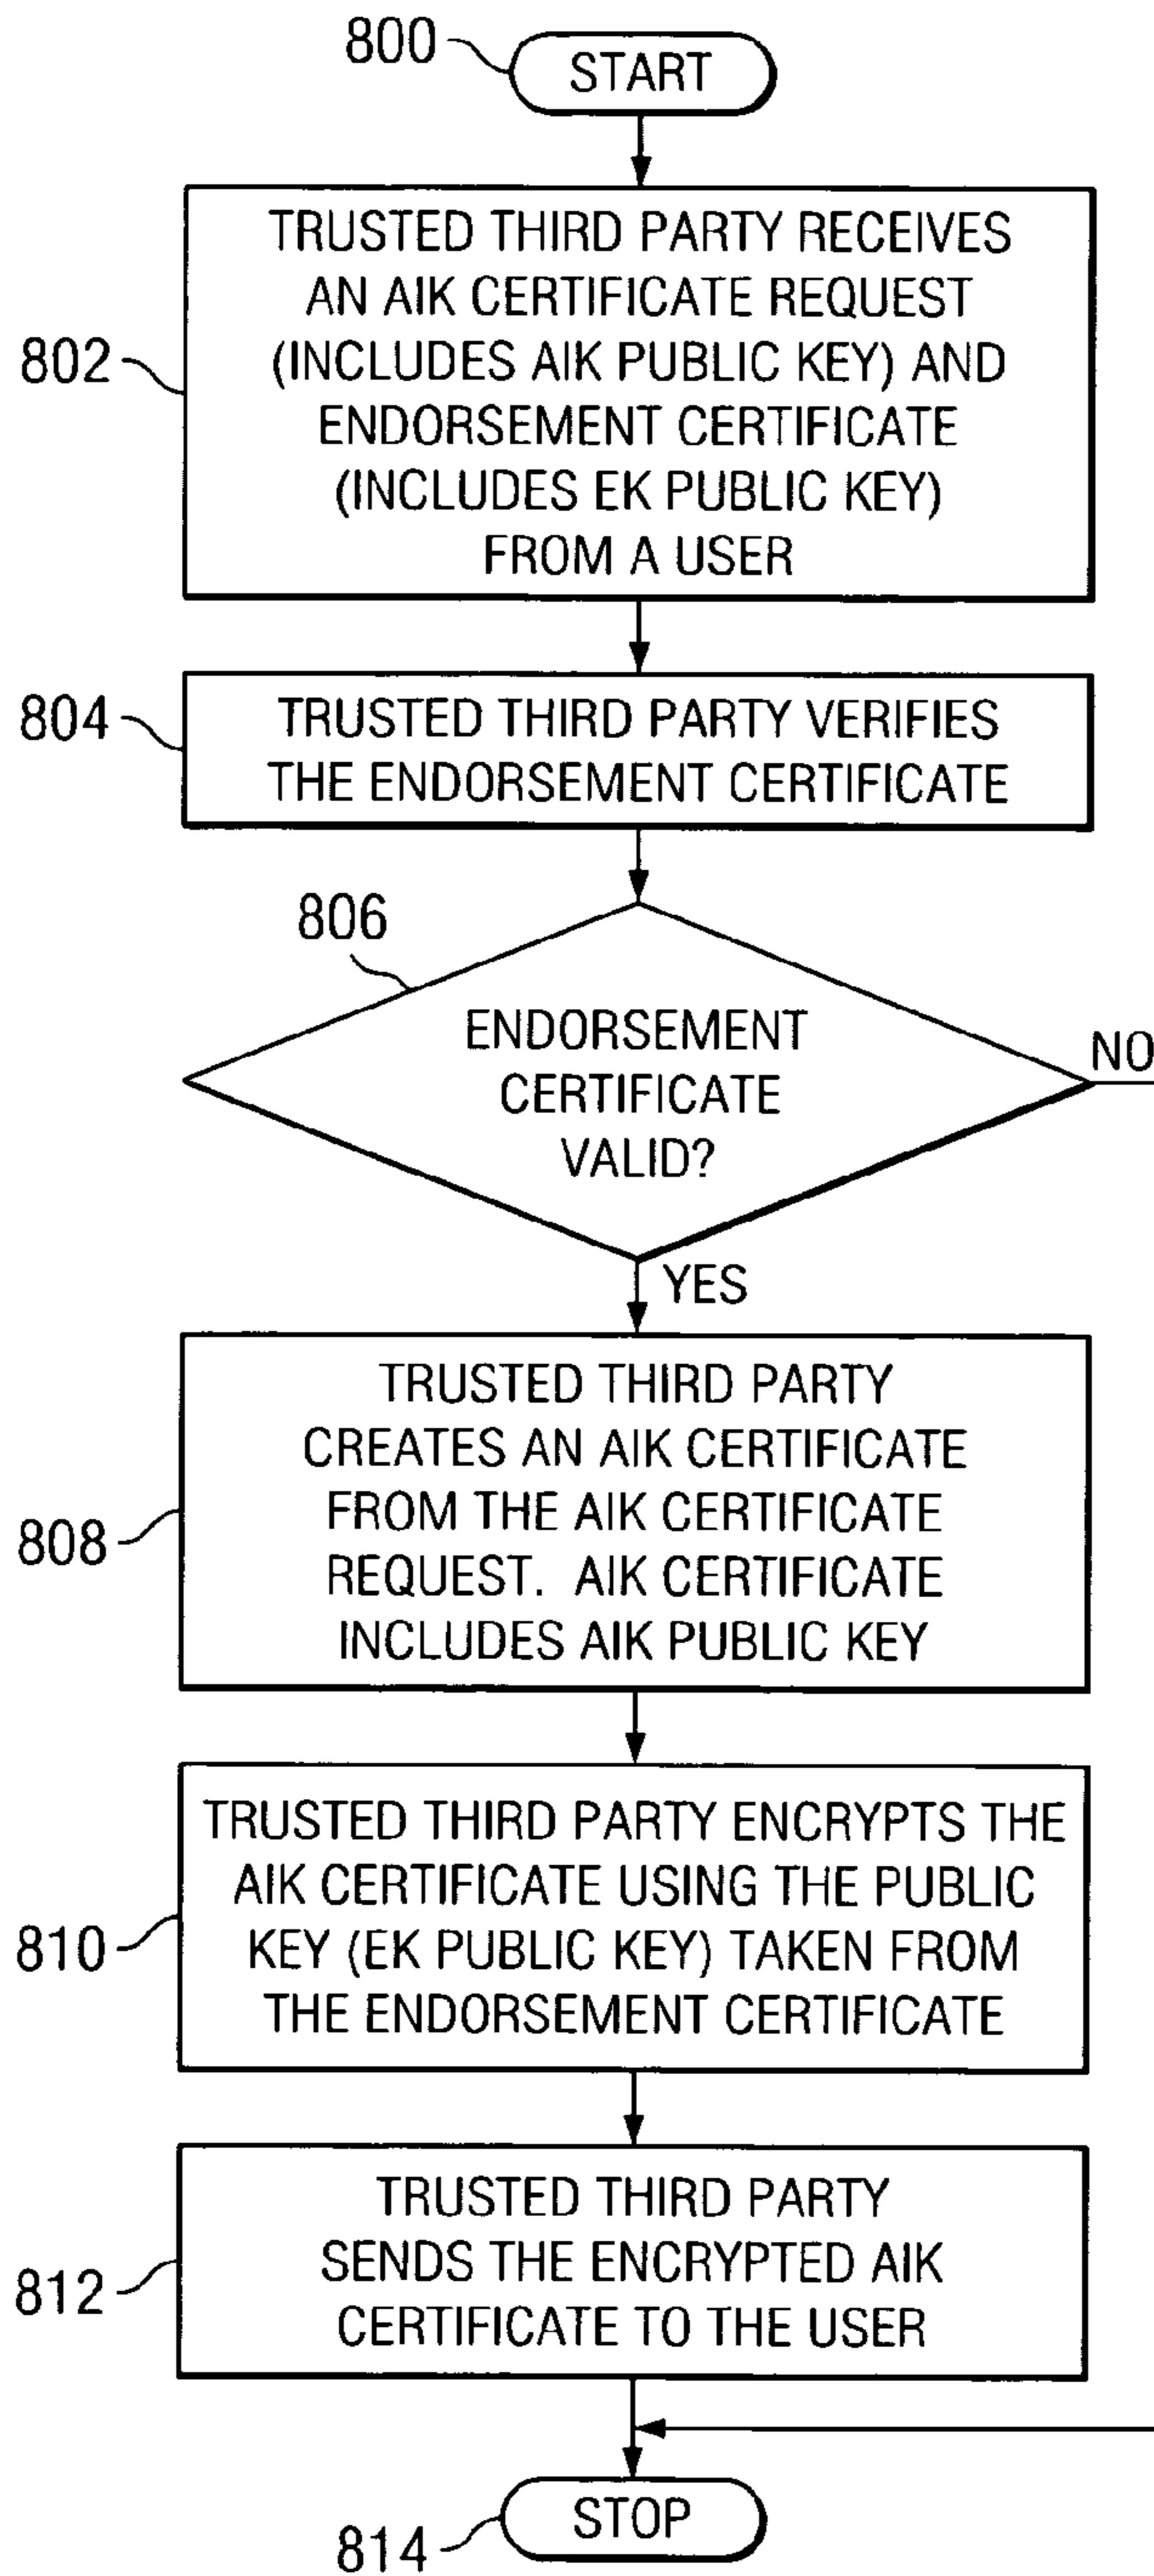 800
START
TRUSTED THIRD PARTY RECEIVES
AN AIK CERTIFICATE REQUEST
(INCLUDES AIK PUBLIC KEY) AND
ENDORSEMENT CERTIFICATE
(INCLUDES EK PUBLIC KEY)
FROM A USER
802
TRUSTED THIRD PARTY VERIFIES
THE ENDORSEMENT CERTIFICATE
804
806
ENDORSEMENT
CERTIFICATE
VALID?
NO
YES
TRUSTED THIRD PARTY
CREATES AN AIK CERTIFICATE
FROM THE AIK CERTIFICATE
REQUEST. AIK CERTIFICATE
INCLUDES AIK PUBLIC KEY
808
TRUSTED THIRD PARTY ENCRYPTS THE
AIK CERTIFICATE USING THE PUBLIC
KEY (EK PUBLIC KEY) TAKEN FROM
THE ENDORSEMENT CERTIFICATE
810
TRUSTED THIRD PARTY
SENDS THE ENCRYPTED AIK
CERTIFICATE TO THE USER
812
STOP
814